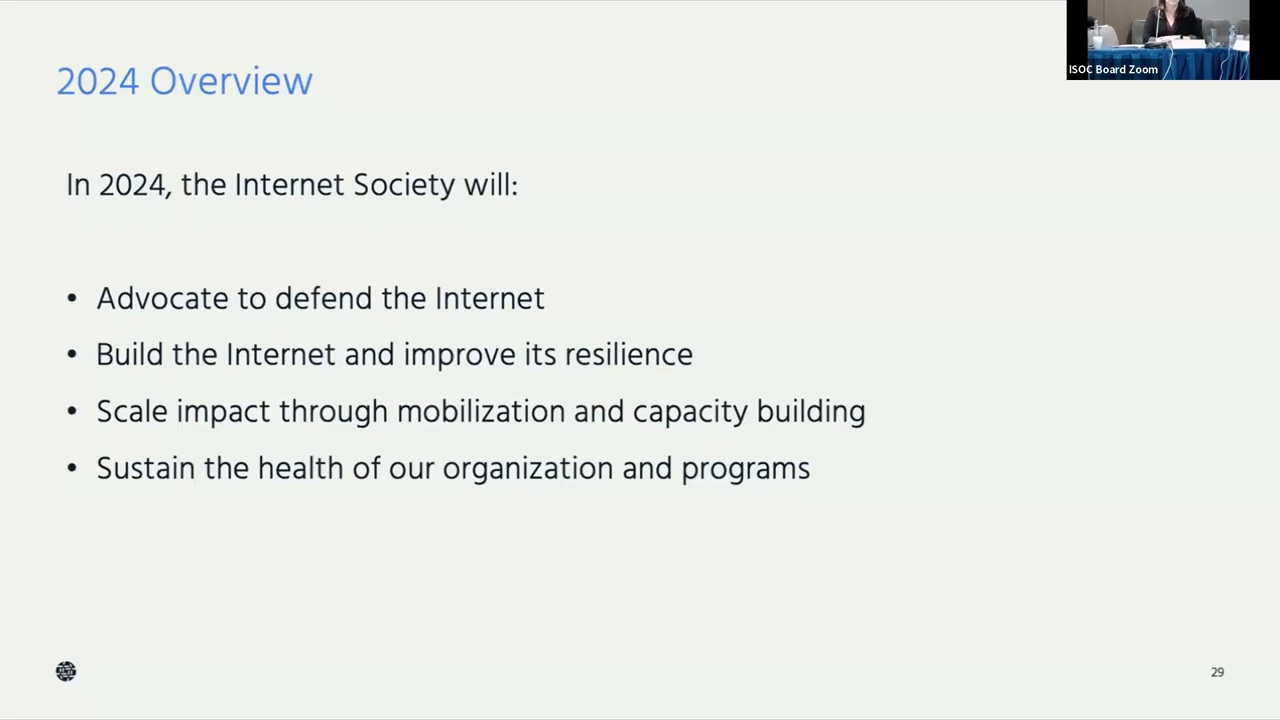 ISOC Board Zoom
2024 Overview
In 2024, the Internet Society will:
• Advocate to defend the Internet
• Build the Internet and improve its resilience
• Scale impact through mobilization and capacity building
• Sustain the health of our organization and programs
29